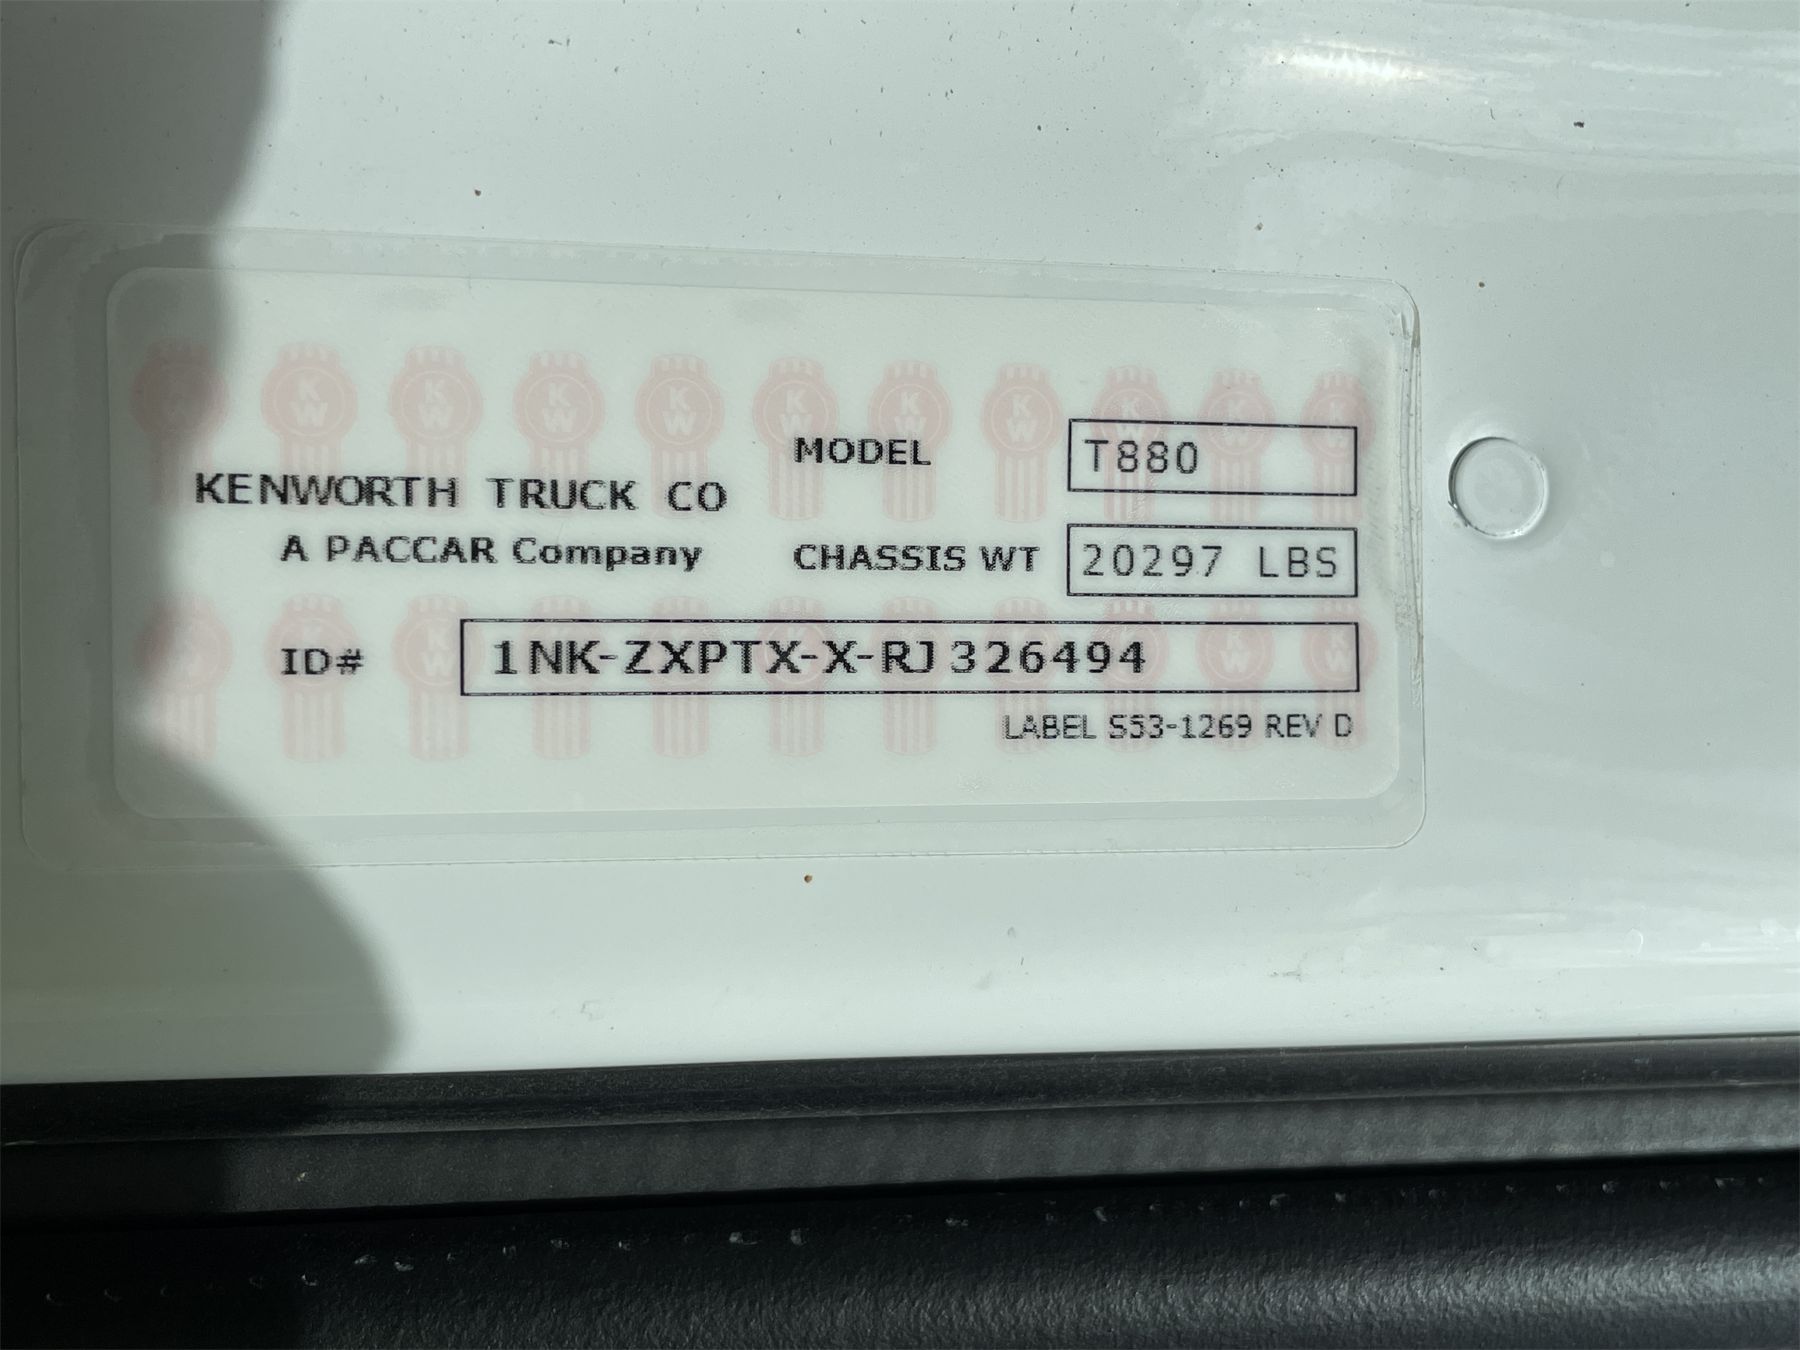 MODEL T880
KENWORTH TRUCK CO
A PACCAR Company
CHASSIS WT 20297 LBS
ID# 1NK-ZXPTX-X-RJ326494
LABEL S53-1269 REV D